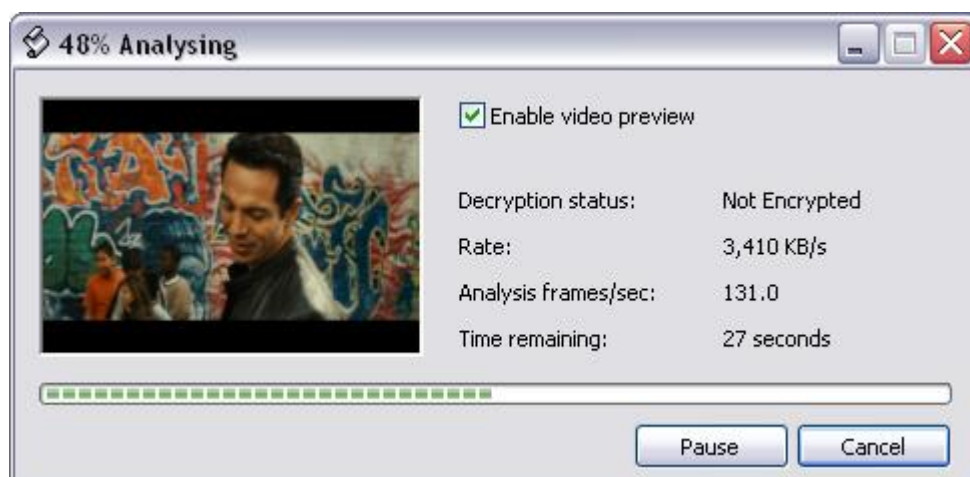 48% Analysing
Enable video preview
Decryption status: Not Encrypted
Rate: 3,410 KB/s
Analysis frames/sec: 131.0
Time remaining: 27 seconds
Pause Cancel